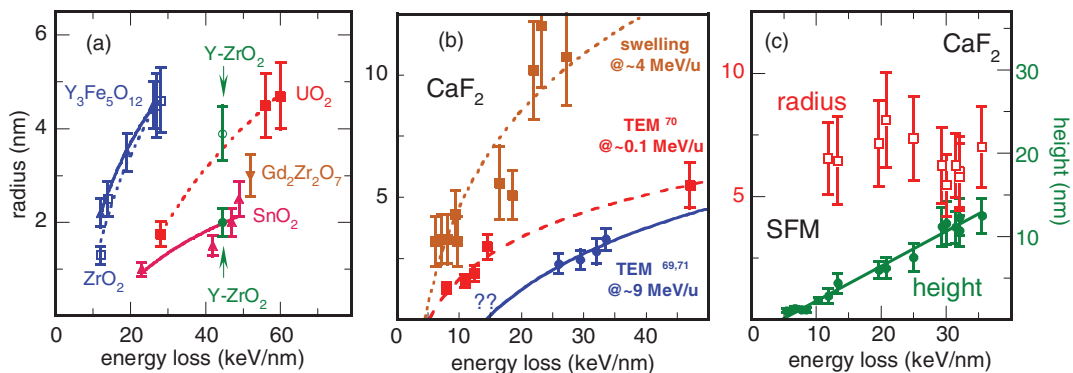 (a)
Y-ZrO2
Y3Fe5O12
UO2
Gd2Zr2O7
SnO2
ZrO2
Y-ZrO2
radius (nm)
6
4
2
0
0 20 40 60
energy loss (keV/nm)
(b)
CaF2
swelling
@~4 MeV/u
TEM 70
@~0.1 MeV/u
TEM 69,71
@~9 MeV/u
??
10
5
0 10 20 30 40
energy loss (keV/nm)
(c)
CaF2
radius
SFM
height
10
5
30
20
10
height (nm)
0 10 20 30 40
energy loss (keV/nm)